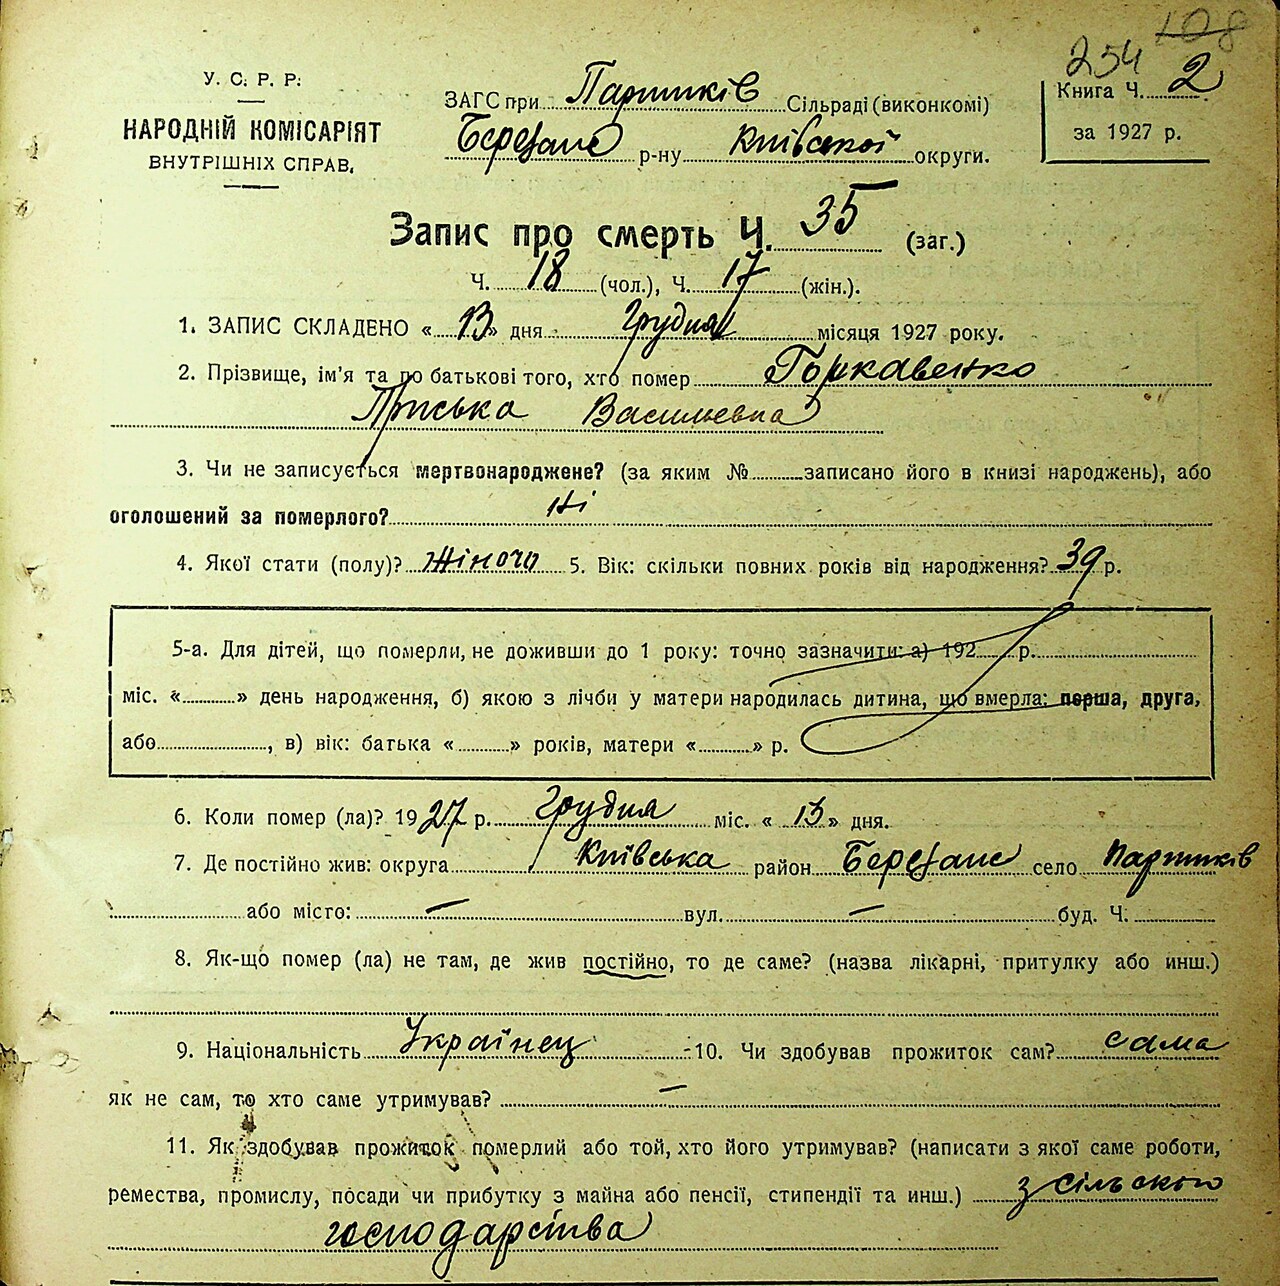 254 108
У. С. Р. Р.
НАРОДНІЙ КОМІСАРІЯТ
ВНУТРІШНІХ СПРАВ.
ЗАГС при Паришків Сільраді (виконкомі)
Березанс р-ну Київської округи.
Книга Ч. 2
за 1927 р.
Запис про смерть Ч. 35 (заг.)
Ч. 18 (чол.), Ч. 17 (жін.).
1. ЗАПИС СКЛАДЕНО « 13 » дня Грудня місяця 1927 року.
2. Прізвище, ім'я та по батькові того, хто помер Горкавенко
Пріська Василевна
3. Чи не записується мертвонароджене? (за яким № записано його в книзі народжень), або
оголошений за померлого? Ні
4. Якої стати (полу)? Жіночо 5. Вік: скільки повних років від народження? 39 р.
5-а. Для дітей, що померли, не доживши до 1 року: точно зазначити: а) 192 р.
міс. « » день народження, б) якою з лічби у матери народилась дитина, що вмерла: перша, друга,
або , в) вік: батька « » років, матери « » р.
6. Коли помер (ла)? 1927 р. Грудня міс. « 13 » дня.
7. Де постійно жив: округа Київська район Березанс село Паришків
або місто: — вул. — буд. Ч.
8. Як-що помер (ла) не там, де жив постійно, то де саме? (назва лікарні, притулку або инш.)
9. Національність Українец 10. Чи здобував прожиток сам? сама
як не сам, то хто саме утримував? —
11. Як здобував прожиток померлий або той, хто його утримував? (написати з якої саме роботи,
ремества, промислу, посади чи прибутку з майна або пенсії, стипендії та инш.) з сільского
господарства